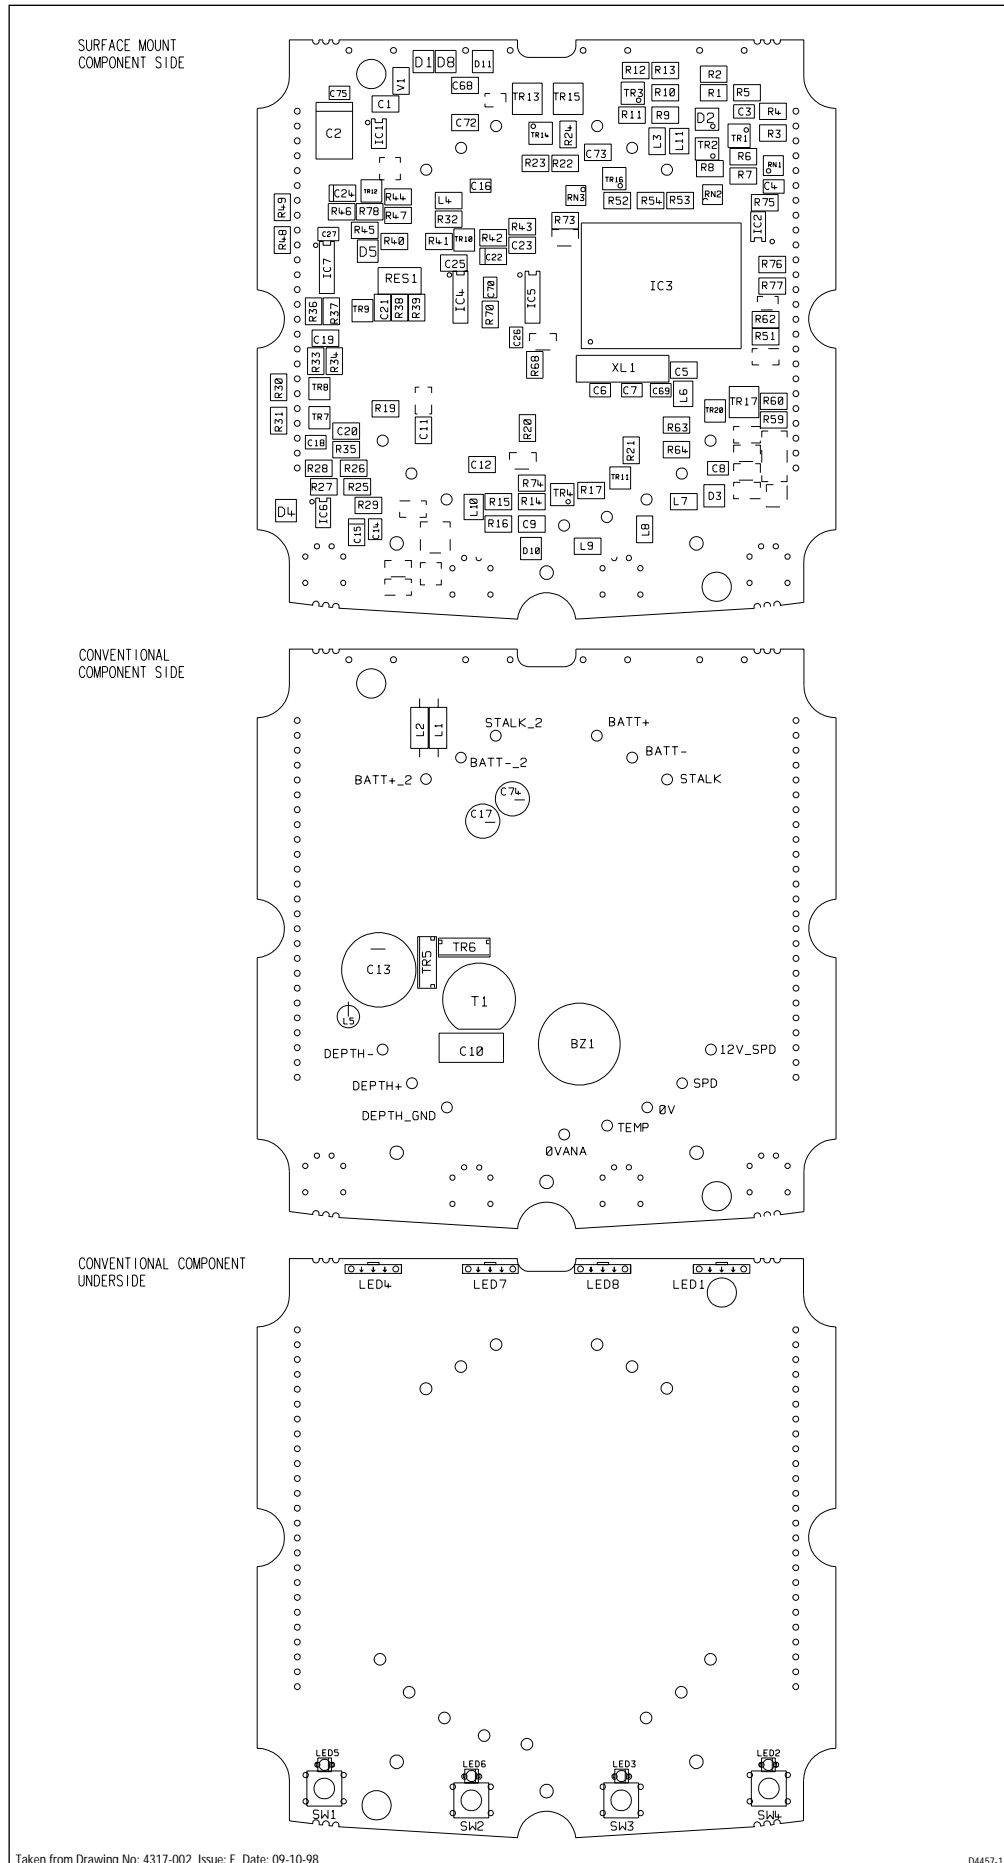 SURFACE MOUNT
COMPONENT SIDE
D1 D8 D11
R12 R13 R2
V1 C68 C75 C1
TR13 TR15 TR3 R10 R1 R5
C2 IC1 C72 TR14 R24 R11 R9 D2 C3 R4
L3 L11 TR2 TR1 R3
R23 R22 C73 R8 R6 RN1
R7
C24 TR12 R44 C16 RN3 TR16 RN2 C4
R49 R46 R78 R47 L4 R52 R54 R53 R75
R32 R43 R73 IC2
R48 C27 R45 R40 R41 TR10 R42 C23
D5 C22
IC7 RES1 C25 R76
IC4 C70 IC5 IC3 R77
R36 R37 TR9 C21 R38 R39 R70 R62
C19 C26 R51
R33 R34 R68 XL1 C5
R30 TR8 C6 C7 C69 L6
R31 TR7 R19 TR20 TR17 R60
R59
C18 C20 C11 R20 R63
R35 R21 R64
R28 R26 C12 C8
R27 R25 R74 TR11
D4 IC6 R29 L10 R15 R14 TR4 R17 L7 D3
C15 C14 R16 C9 L8
D10 L9
CONVENTIONAL
COMPONENT SIDE
L2 L1
STALK_2 BATT+
BATT-_2 BATT-
BATT+_2 STALK
C74
C17
TR5 TR6
C13
T1
L5
C10 BZ1
DEPTH- 12V_SPD
DEPTH+ SPD
DEPTH_GND 0V
TEMP
0VANA
CONVENTIONAL COMPONENT
UNDERSIDE
LED4 LED7 LED8 LED1
LED5 LED6 LED3 LED2
SW1 SW2 SW3 SW4
Taken from Drawing No: 4317-002 Issue: F Date: 09-10-98
D4457-1